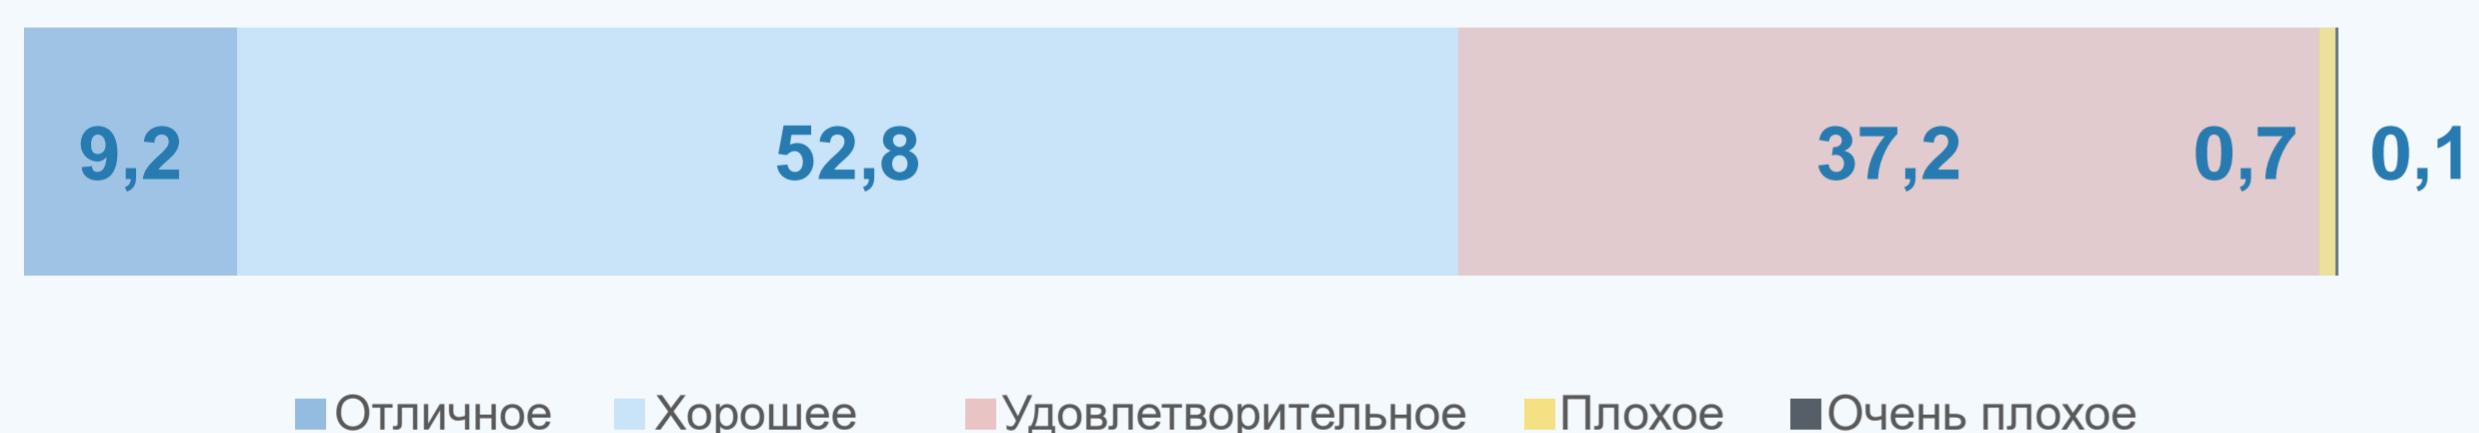 9,2 52,8 37,2 0,7 0,1
Отличное Хорошее Удовлетворительное Плохое Очень плохое